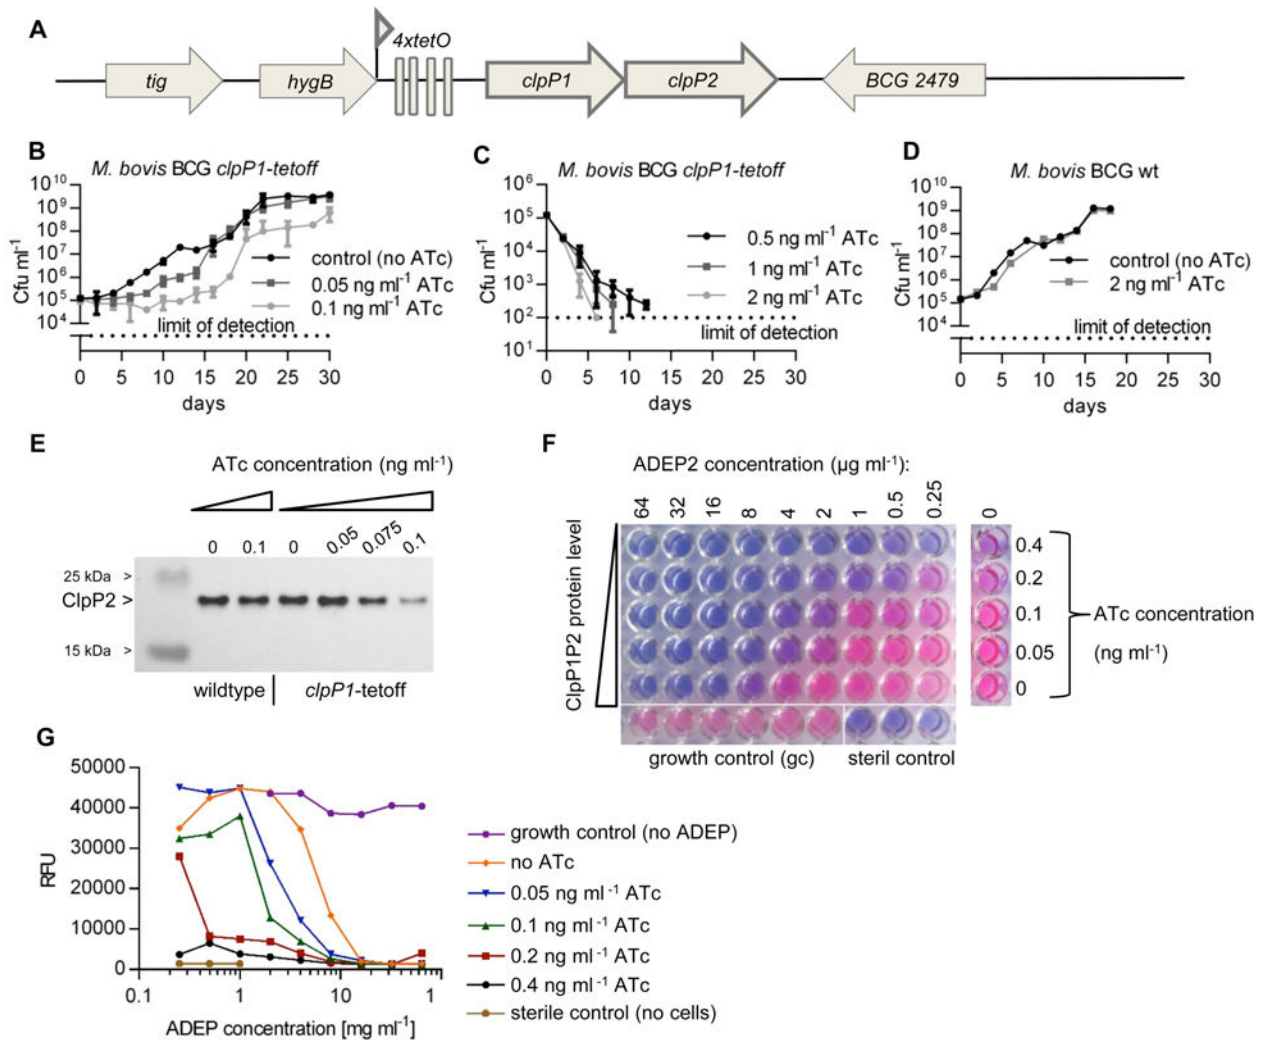 A
4xtetO
tig
hygB
clpP1
clpP2
BCG 2479
B
M. bovis BCG clpP1-tetoff
Cfu ml-1
10^10
10^9
10^8
10^7
10^6
10^5
10^4
control (no ATc)
0.05 ng ml-1 ATc
0.1 ng ml-1 ATc
limit of detection
0 5 10 15 20 25 30
days
C
M. bovis BCG clpP1-tetoff
Cfu ml-1
10^6
10^5
10^4
10^3
10^2
10^1
0.5 ng ml-1 ATc
1 ng ml-1 ATc
2 ng ml-1 ATc
limit of detection
0 5 10 15 20 25 30
days
D
M. bovis BCG wt
Cfu ml-1
10^10
10^9
10^8
10^7
10^6
10^5
10^4
control (no ATc)
2 ng ml-1 ATc
limit of detection
0 5 10 15 20 25 30
days
E
ATc concentration (ng ml-1)
0 0.1 0 0.05 0.075 0.1
25 kDa >
ClpP2 >
15 kDa >
wildtype clpP1-tetoff
F
ADEP2 concentration (µg ml-1):
64 32 16 8 4 2 1 0.5 0.25 0
ClpP1P2 protein level
0.4
0.2
0.1
0.05
0
ATc concentration
(ng ml-1)
growth control (gc) steril control
G
RFU
50000
40000
30000
20000
10000
0
0.1 1 10 1
ADEP concentration [mg ml-1]
growth control (no ADEP)
no ATc
0.05 ng ml-1 ATc
0.1 ng ml-1 ATc
0.2 ng ml-1 ATc
0.4 ng ml-1 ATc
sterile control (no cells)